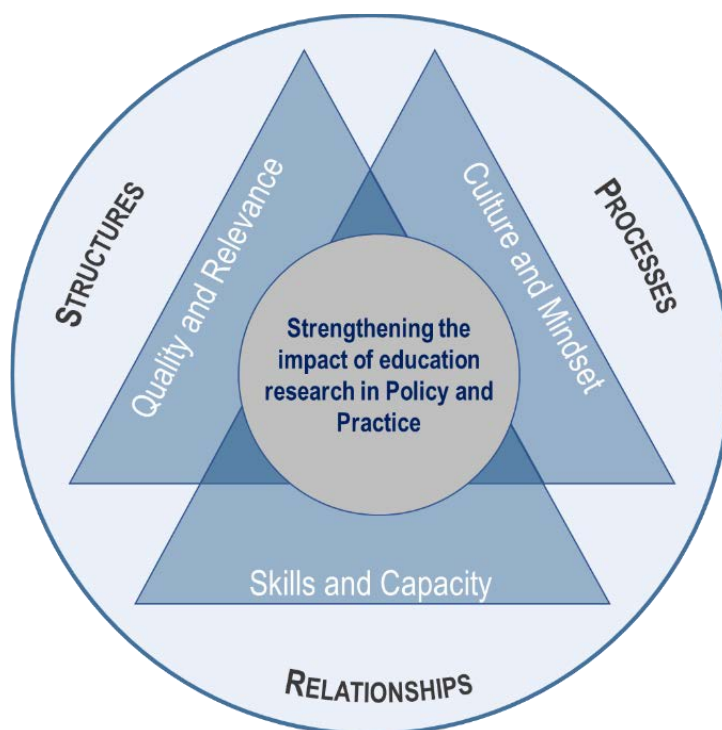 STRUCTURES
PROCESSES
Quality and Relevance
Culture and Mindset
Strengthening the
impact of education
research in Policy and
Practice
Skills and Capacity
RELATIONSHIPS